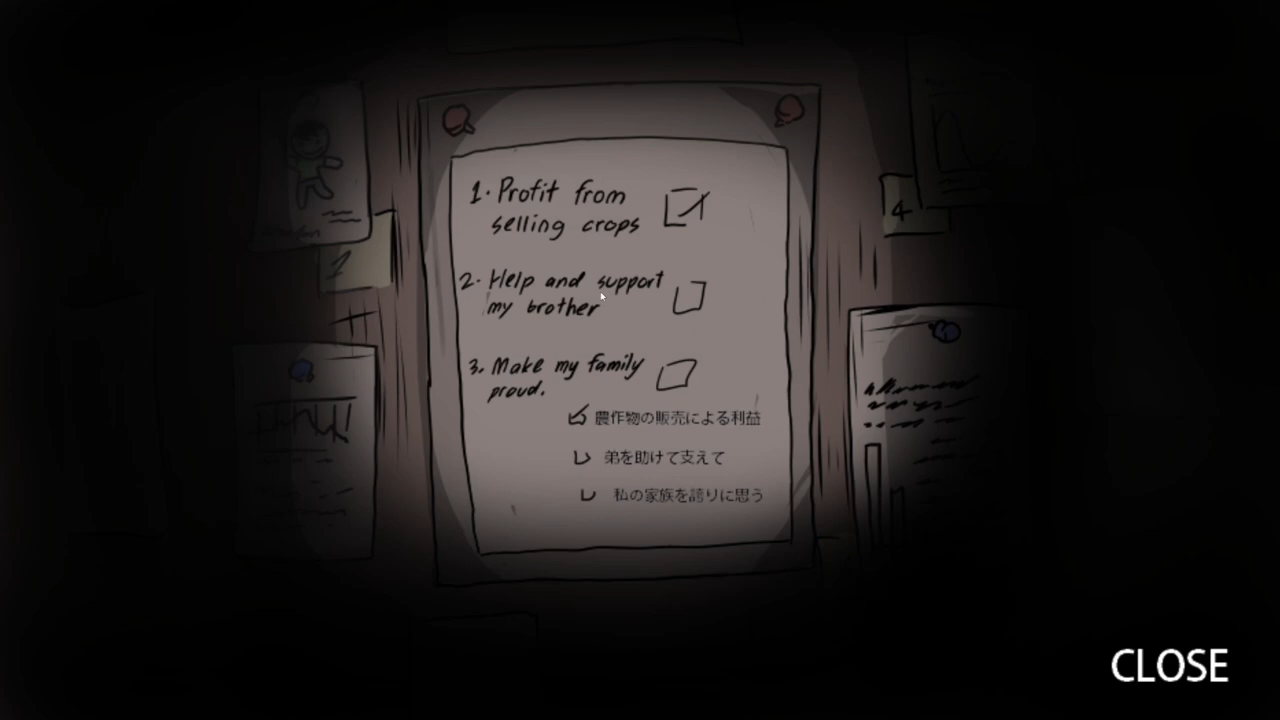 1. Profit from
selling crops
2. Help and support
my brother
3. Make my family
proud.
農作物の販売による利益
弟を助けて支えて
私の家族を誇りに思う
1
4
CLOSE